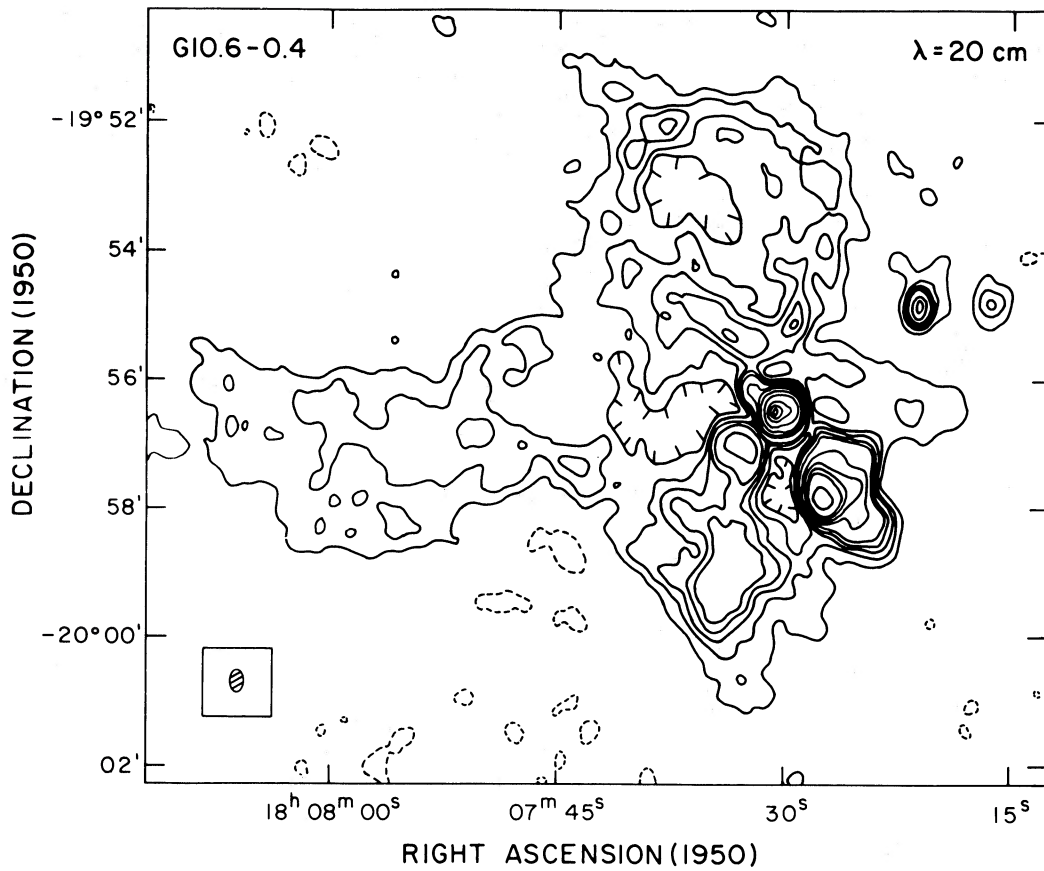 G10.6-0.4
λ=20 cm
-19° 52'
54'
56'
58'
-20° 00'
02'
DECLINATION (1950)
18h 08m 00s
07m 45s
30s
15s
RIGHT ASCENSION (1950)